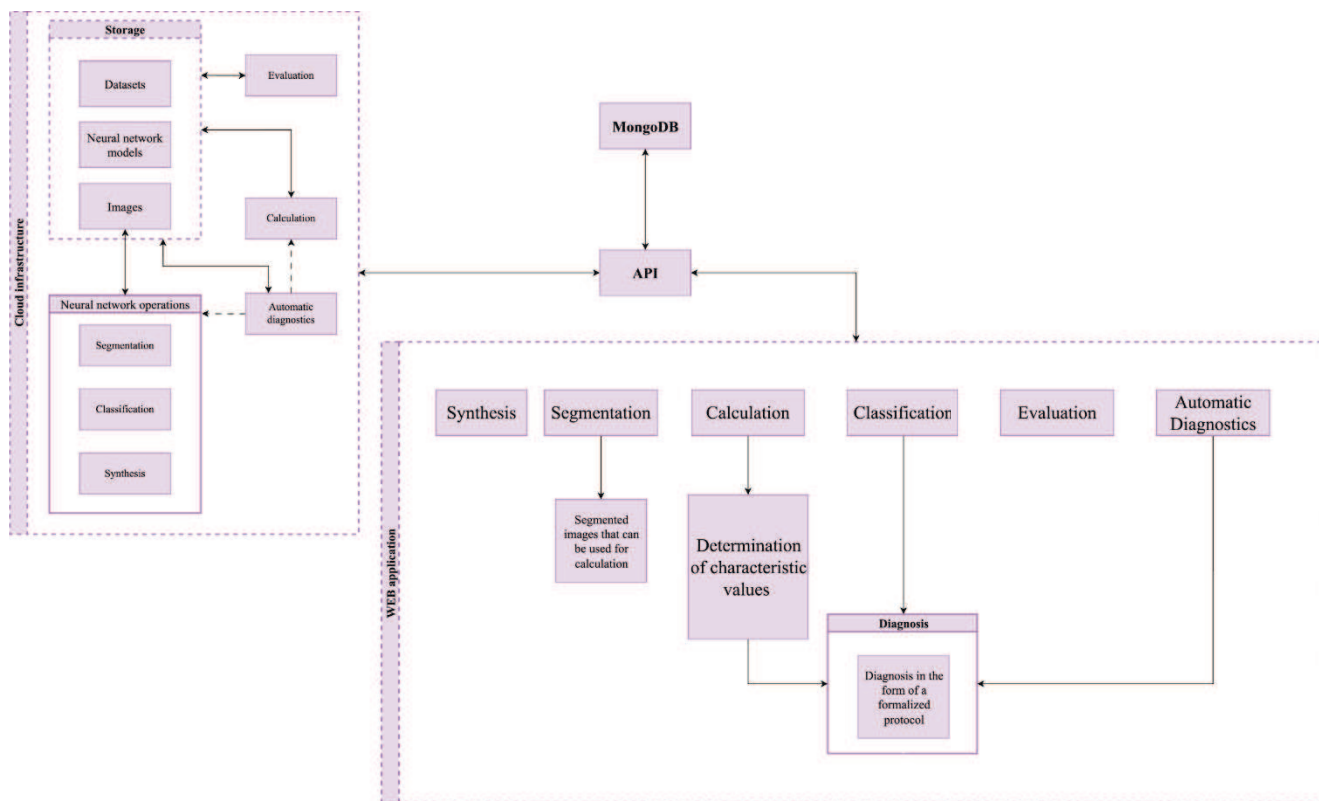 Cloud infrastructure
Storage
Datasets
Neural network
models
Images
Evaluation
Calculation
Automatic
diagnostics
Neural network operations
Segmentation
Classification
Synthesis
MongoDB
API
WEB application
Synthesis
Segmentation
Calculation
Classification
Evaluation
Automatic
Diagnostics
Segmented
images that can
be used for
calculation
Determination
of characteristic
values
Diagnosis
Diagnosis in the
form of a
formalized
protocol